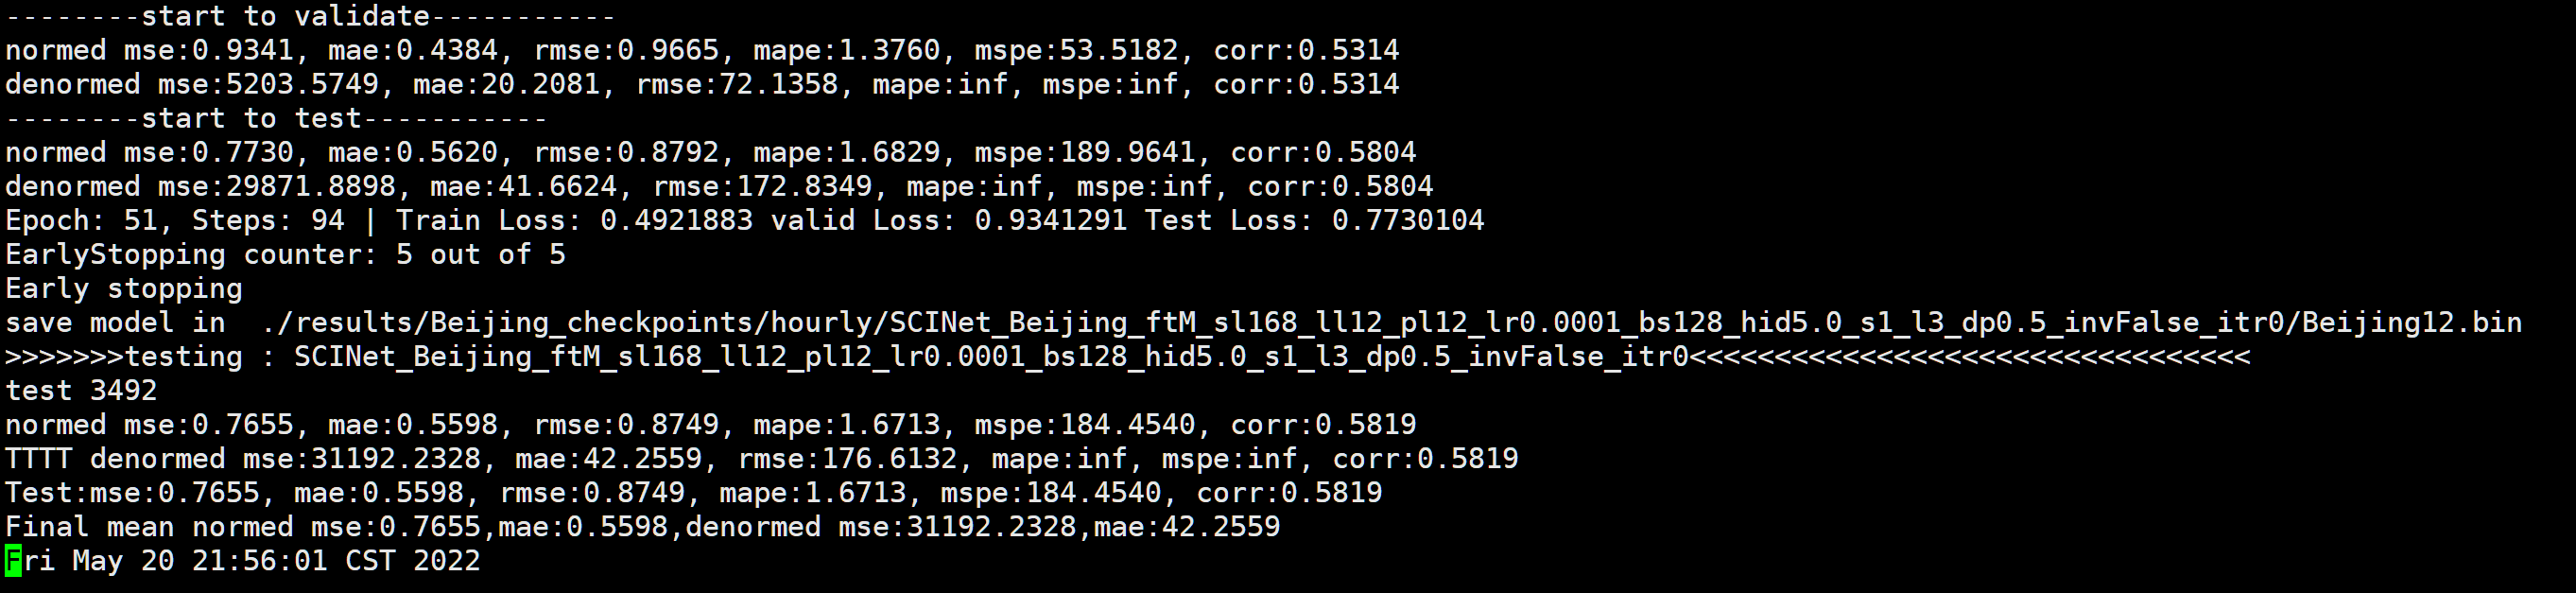 --------start to validate-----------
normed mse:0.9341, mae:0.4384, rmse:0.9665, mape:1.3760, mspe:53.5182, corr:0.5314
denormed mse:5203.5749, mae:20.2081, rmse:72.1358, mape:inf, mspe:inf, corr:0.5314
--------start to test-----------
normed mse:0.7730, mae:0.5620, rmse:0.8792, mape:1.6829, mspe:189.9641, corr:0.5804
denormed mse:29871.8898, mae:41.6624, rmse:172.8349, mape:inf, mspe:inf, corr:0.5804
Epoch: 51, Steps: 94 | Train Loss: 0.4921883 valid Loss: 0.9341291 Test Loss: 0.7730104
EarlyStopping counter: 5 out of 5
Early stopping
save model in  ./results/Beijing_checkpoints/hourly/SCINet_Beijing_ftM_sl168_ll12_pl12_lr0.0001_bs128_hid5.0_s1_l3_dp0.5_invFalse_itr0/Beijing12.bin
>>>>>>>testing : SCINet_Beijing_ftM_sl168_ll12_pl12_lr0.0001_bs128_hid5.0_s1_l3_dp0.5_invFalse_itr0<<<<<<<<<<<<<<<<<<<<<<<<<<<<<<<<<
test 3492
normed mse:0.7655, mae:0.5598, rmse:0.8749, mape:1.6713, mspe:184.4540, corr:0.5819
TTTT denormed mse:31192.2328, mae:42.2559, rmse:176.6132, mape:inf, mspe:inf, corr:0.5819
Test:mse:0.7655, mae:0.5598, rmse:0.8749, mape:1.6713, mspe:184.4540, corr:0.5819
Final mean normed mse:0.7655,mae:0.5598,denormed mse:31192.2328,mae:42.2559
Fri May 20 21:56:01 CST 2022